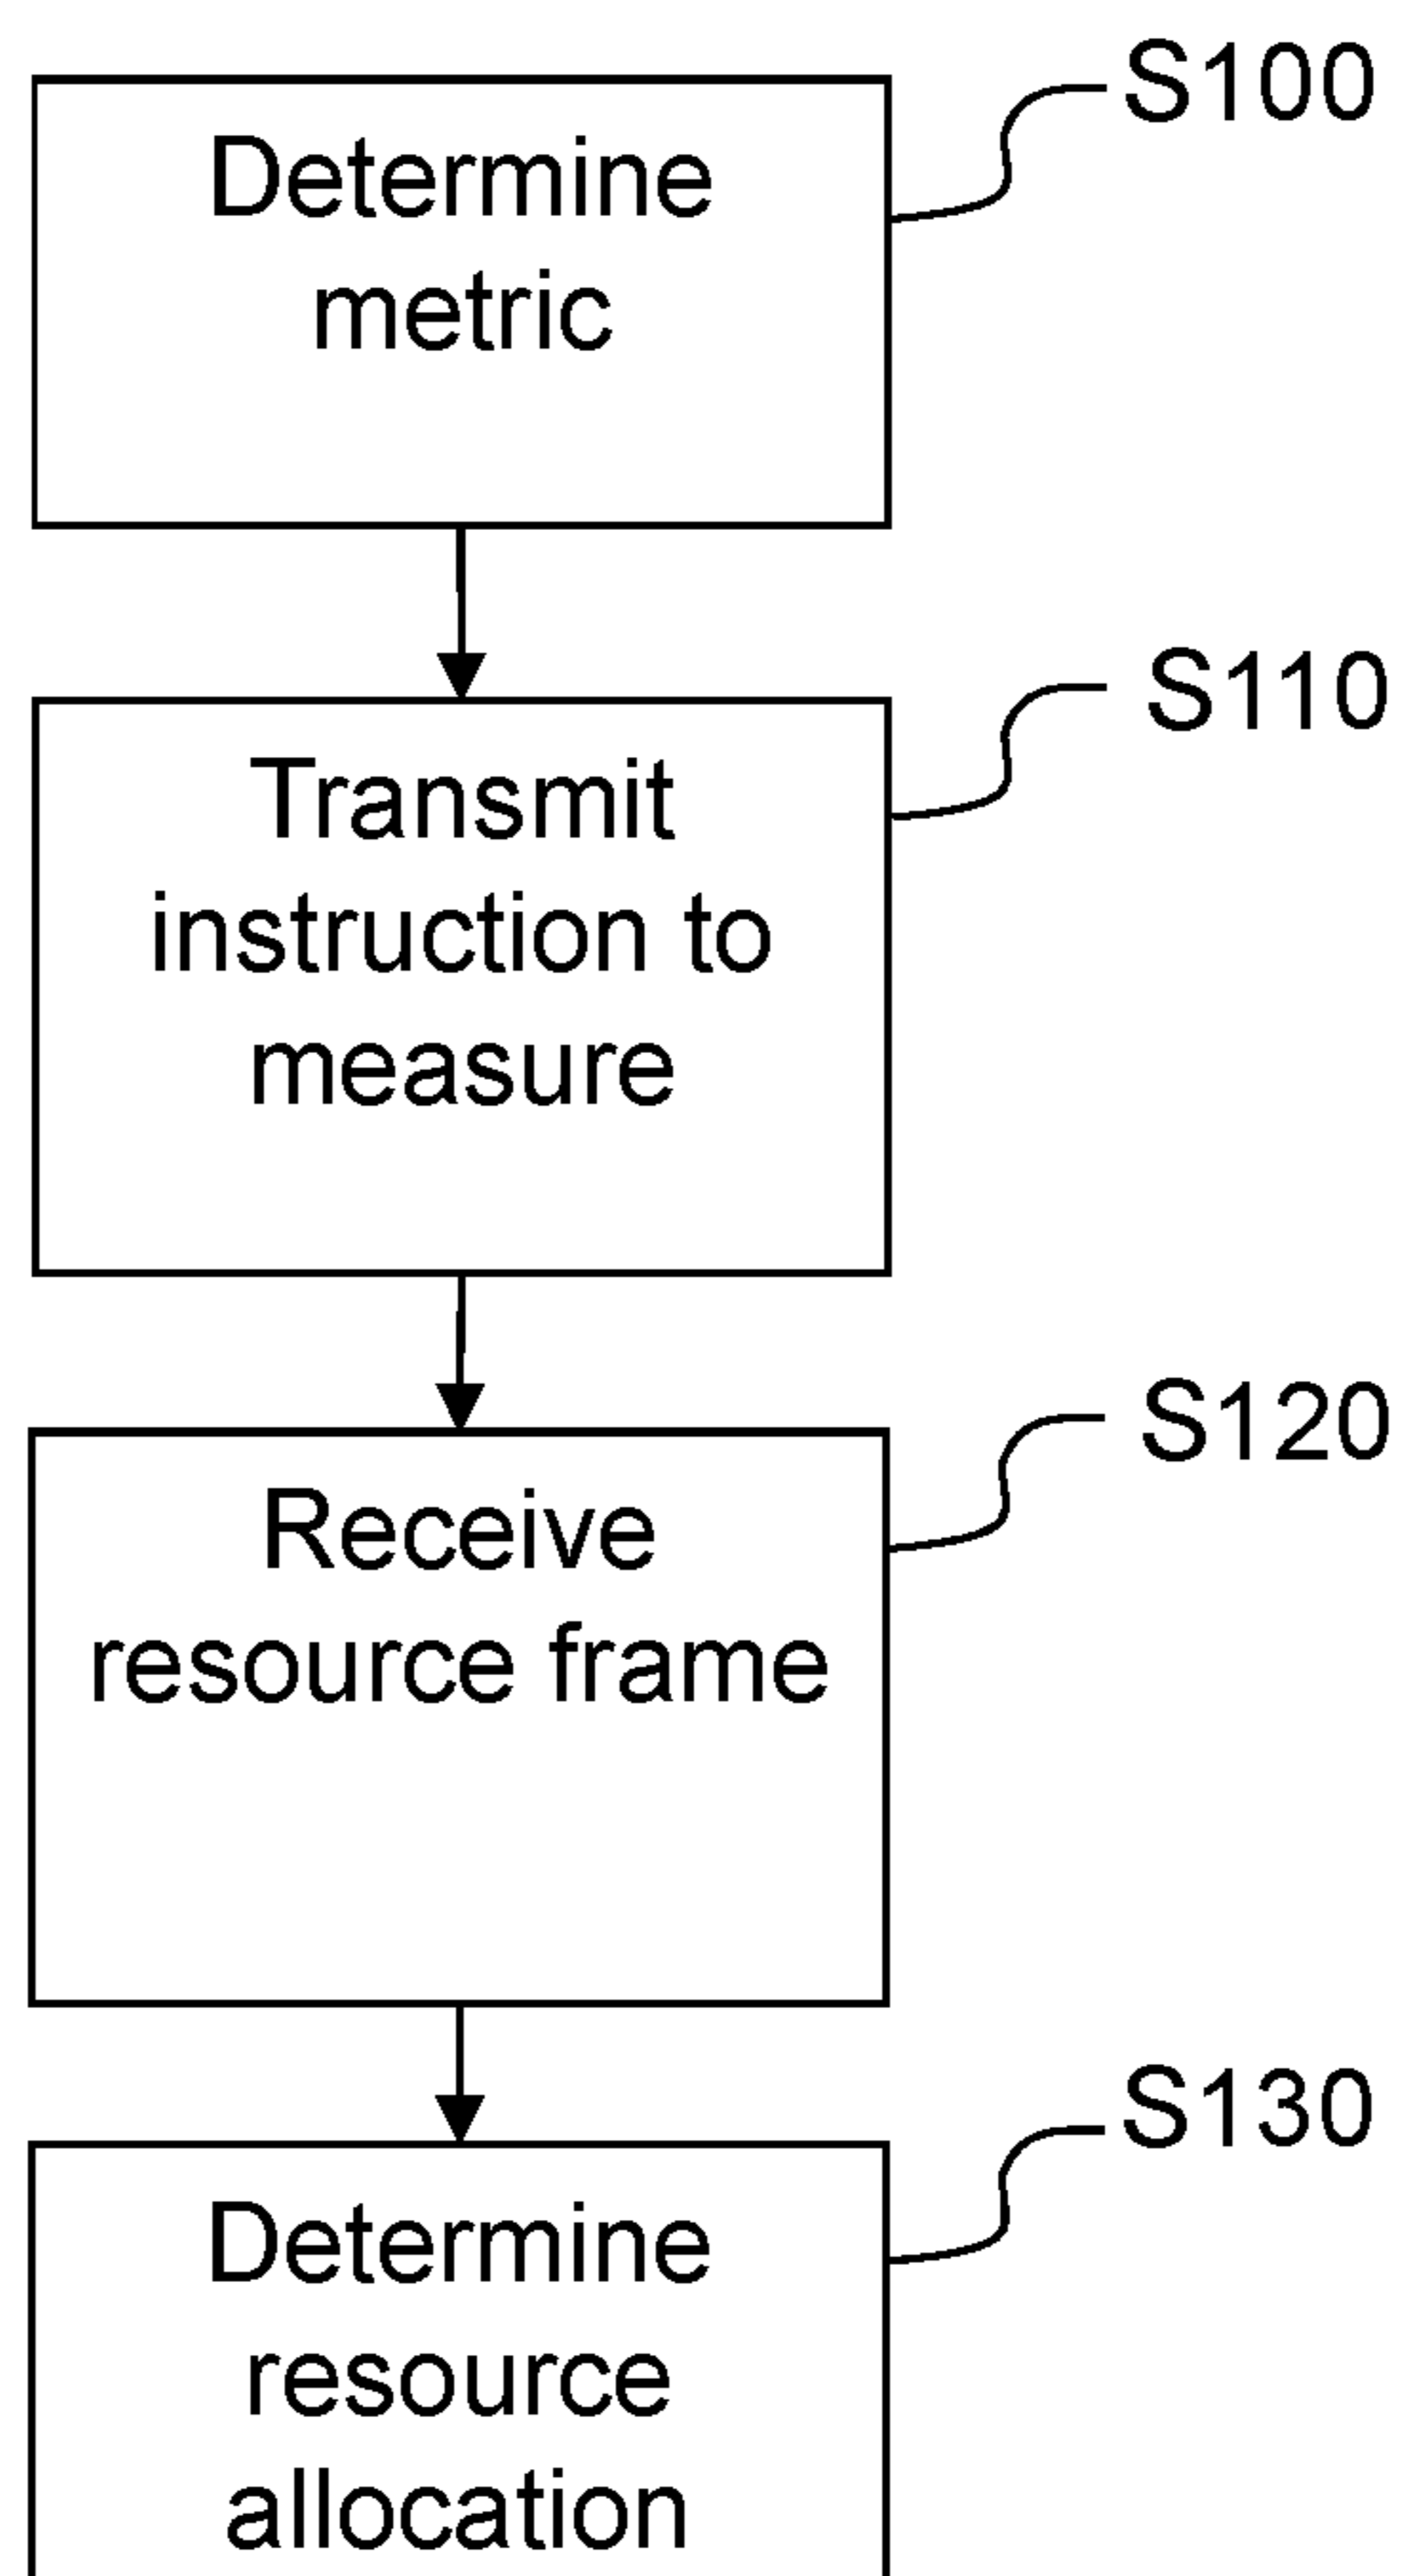 S100
Determine
metric
S110
Transmit
instruction to
measure
S120
Receive
resource frame
S130
Determine
resource
allocation